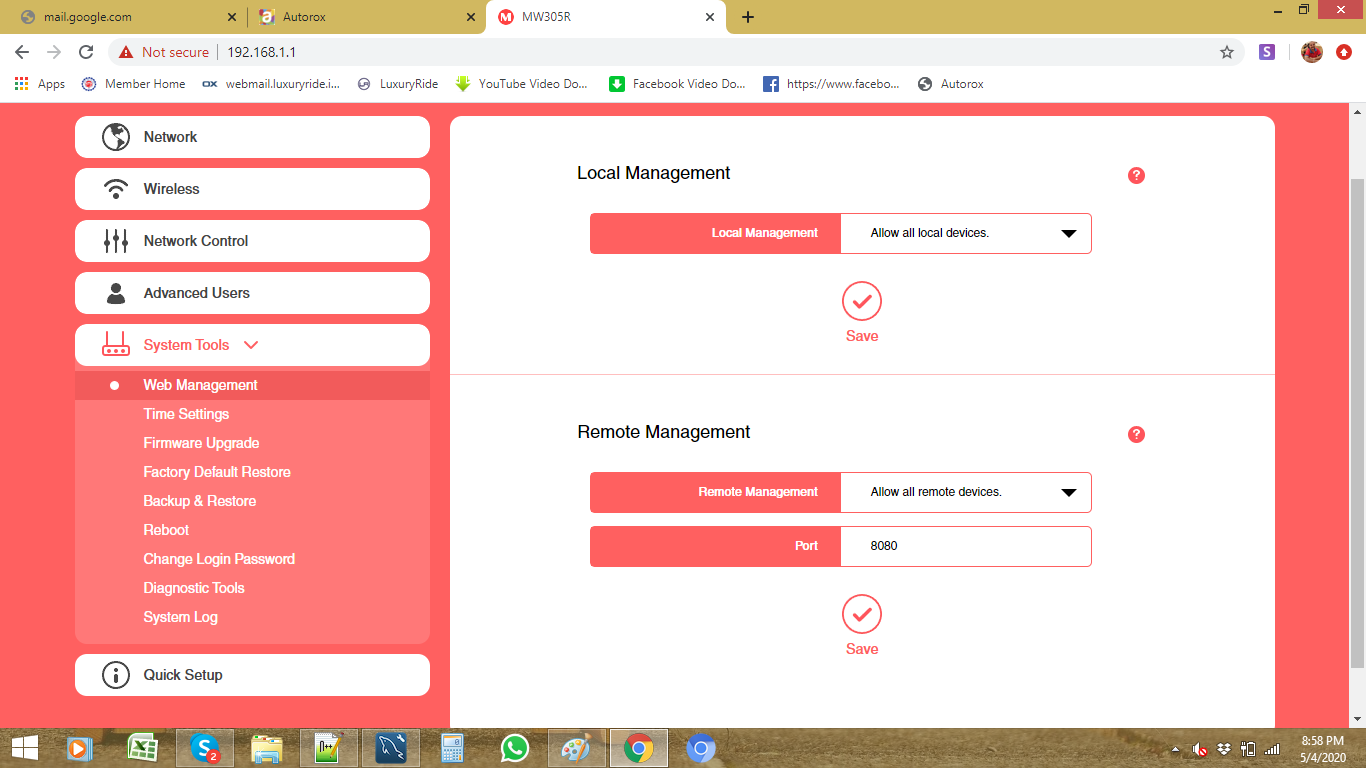 mail.google.com
Autorox
MW305R
Not secure
192.168.1.1
S
Apps
Member Home
OX
webmail.luxuryride.i...
LuxuryRide
YouTube Video Do...
Facebook Video Do...
https://www.facebo...
Autorox
Network
Wireless
Network Control
Advanced Users
System Tools
Web Management
Time Settings
Firmware Upgrade
Factory Default Restore
Backup & Restore
Reboot
Change Login Password
Diagnostic Tools
System Log
Quick Setup
Local Management
?
Local Management
Allow all local devices.
Save
Remote Management
?
Remote Management
Allow all remote devices.
Port
8080
Save
2
8:58 PM
5/4/2020